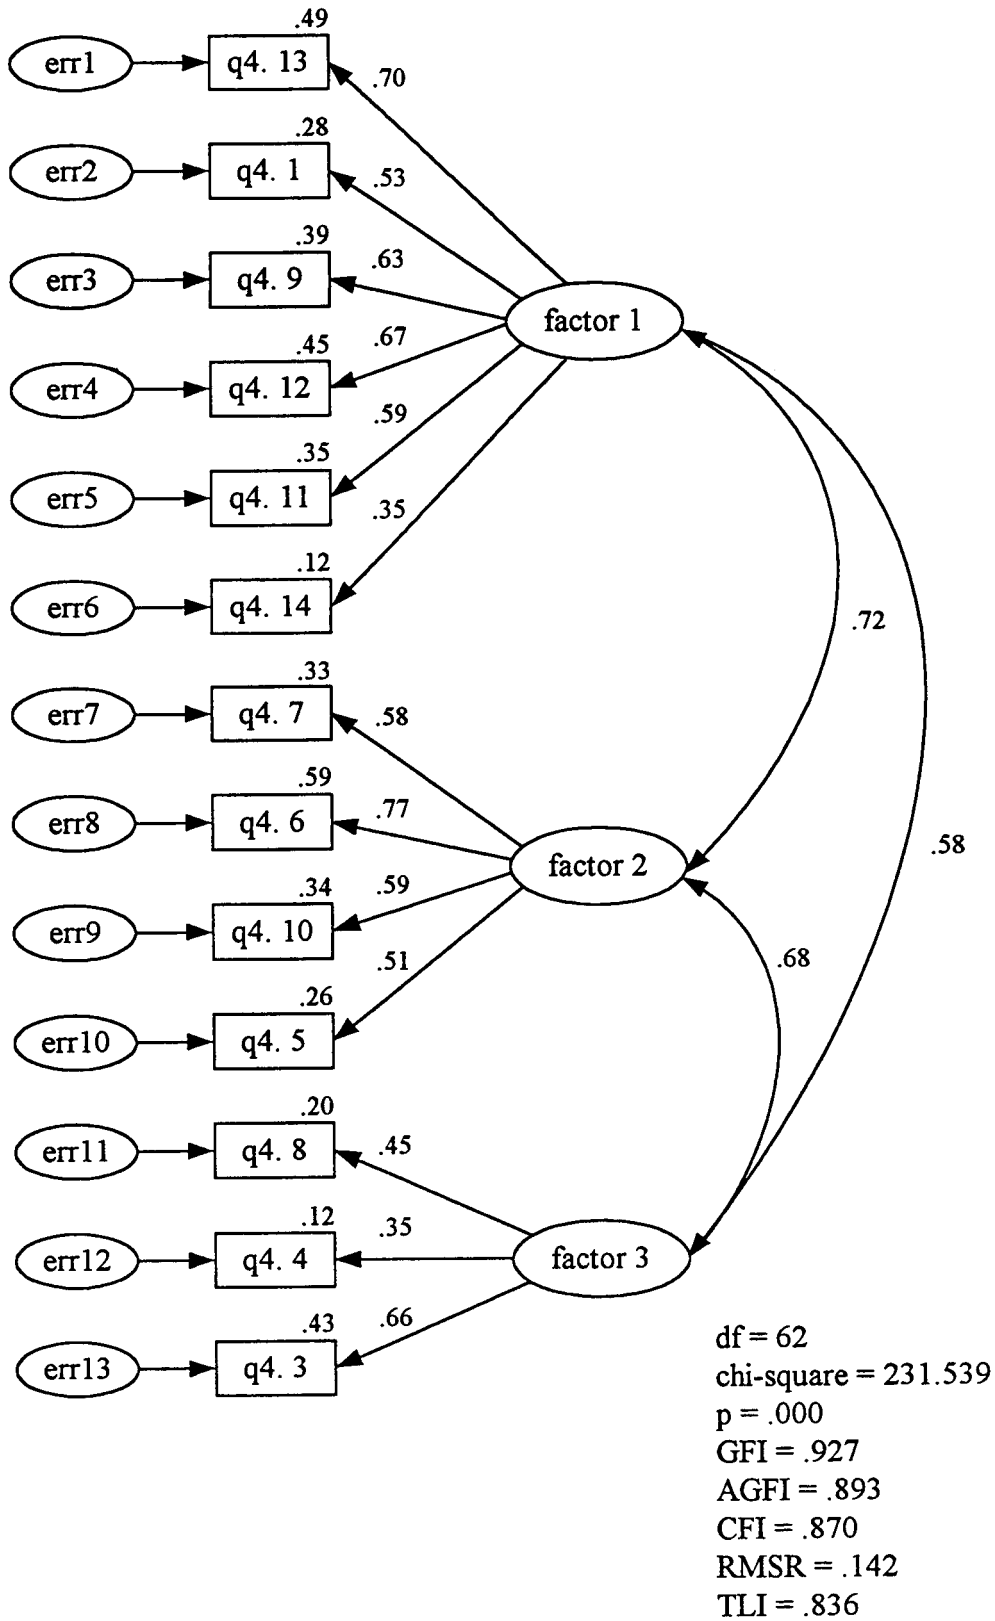 .49
err1 q4. 13 .70
.28
err2 q4. 1 .53
.39
err3 q4. 9 .63
factor 1
.45
err4 q4. 12 .67
.35
err5 q4. 11 .59
.12
err6 q4. 14 .35
.72
.33
err7 q4. 7 .58
.59
err8 q4. 6 .77
factor 2
.58
.34
err9 q4. 10 .59
.68
.26
err10 q4. 5 .51
.20
err11 q4. 8 .45
.12
err12 q4. 4 .35 factor 3
.43
err13 q4. 3 .66
df = 62
chi-square = 231.539
p = .000
GFI = .927
AGFI = .893
CFI = .870
RMSR = .142
TLI = .836